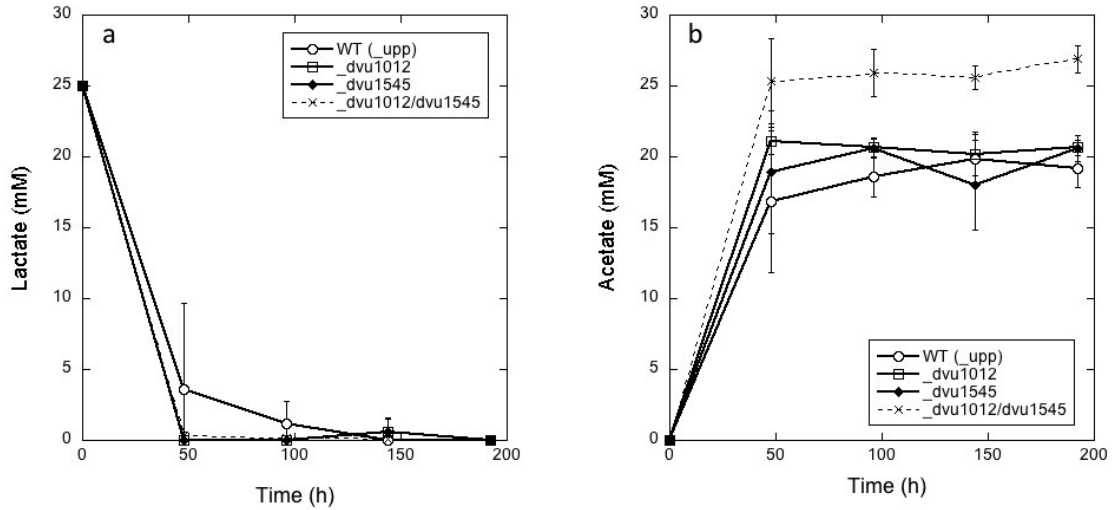 a
Lactate (mM)
30
25
20
15
10
5
0
0 50 100 150 200
Time (h)
WT (_upp)
_dvu1012
_dvu1545
_dvu1012/dvu1545
b
Acetate (mM)
30
25
20
15
10
5
0
0 50 100 150 200
Time (h)
WT (_upp)
_dvu1012
_dvu1545
_dvu1012/dvu1545